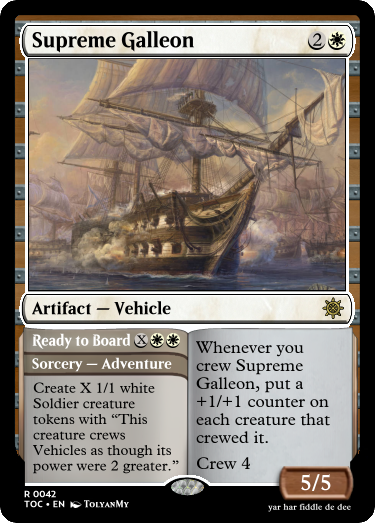 Supreme Galleon 2
Artifact — Vehicle
Ready to Board X
Sorcery — Adventure
Create X 1/1 white
Soldier creature
tokens with “This
creature crews
Vehicles as though its
power were 2 greater.”
Whenever you
crew Supreme
Galleon, put a
+1/+1 counter on
each creature that
crewed it.
Crew 4
5/5
R 0042
TOC • EN TolyanMy
yar har fiddle de dee